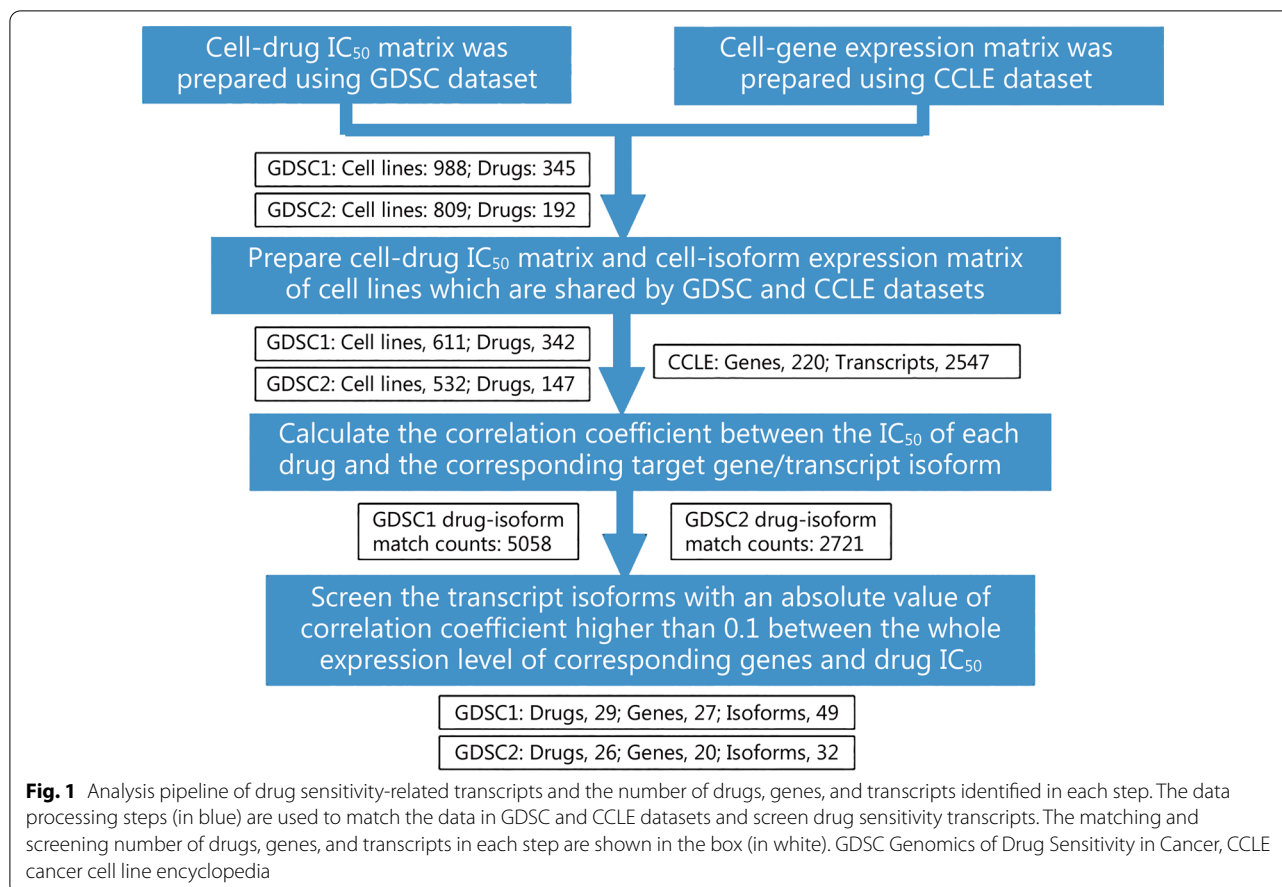 Cell-drug IC50 matrix was
prepared using GDSC dataset
Cell-gene expression matrix was
prepared using CCLE dataset
GDSC1: Cell lines: 988; Drugs: 345
GDSC2: Cell lines: 809; Drugs: 192
Prepare cell-drug IC50 matrix and cell-isoform expression matrix
of cell lines which are shared by GDSC and CCLE datasets
GDSC1: Cell lines, 611; Drugs, 342
GDSC2: Cell lines, 532; Drugs, 147
CCLE: Genes, 220; Transcripts, 2547
Calculate the correlation coefficient between the IC50 of each
drug and the corresponding target gene/transcript isoform
GDSC1 drug-isoform
match counts: 5058
GDSC2 drug-isoform
match counts: 2721
Screen the transcript isoforms with an absolute value of
correlation coefficient higher than 0.1 between the whole
expression level of corresponding genes and drug IC50
GDSC1: Drugs, 29; Genes, 27; Isoforms, 49
GDSC2: Drugs, 26; Genes, 20; Isoforms, 32
Fig. 1 Analysis pipeline of drug sensitivity-related transcripts and the number of drugs, genes, and transcripts identified in each step. The data
processing steps (in blue) are used to match the data in GDSC and CCLE datasets and screen drug sensitivity transcripts. The matching and
screening number of drugs, genes, and transcripts in each step are shown in the box (in white). GDSC Genomics of Drug Sensitivity in Cancer, CCLE
cancer cell line encyclopedia